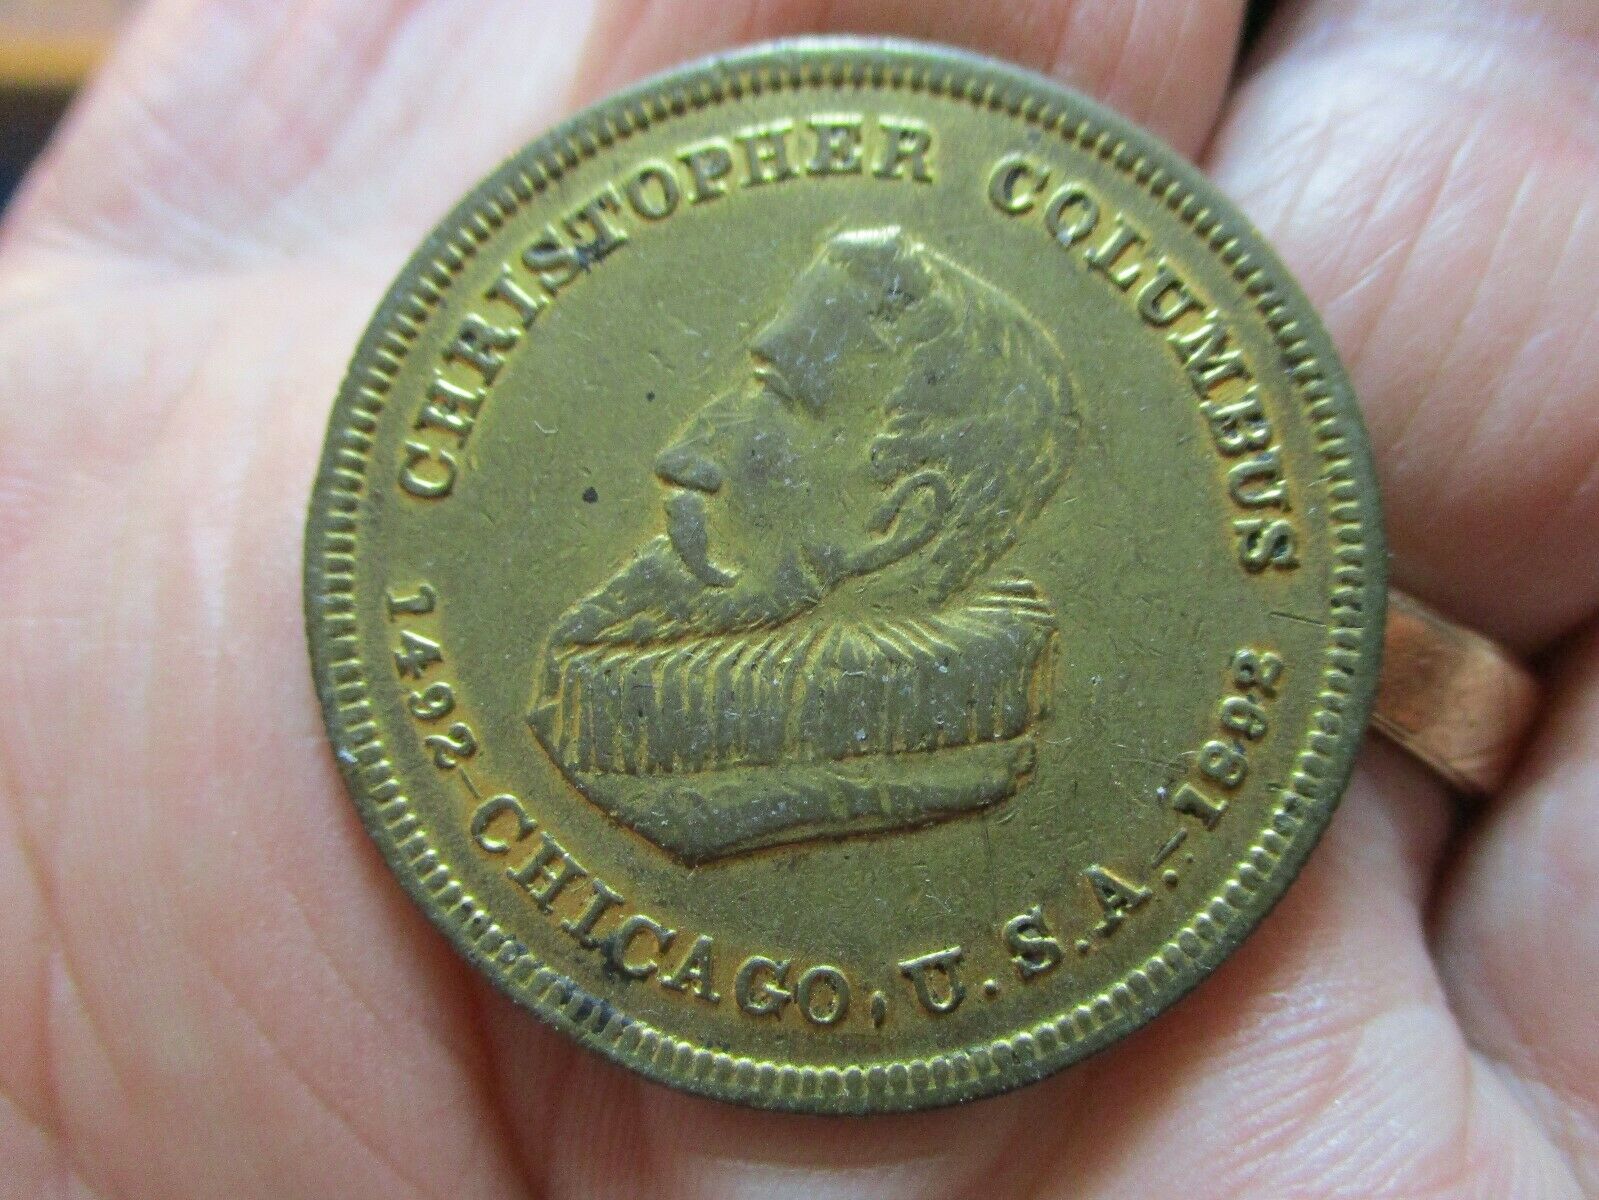 CHRISTOPHER COLUMBUS
1492-CHICAGO, U.S.A.-1893